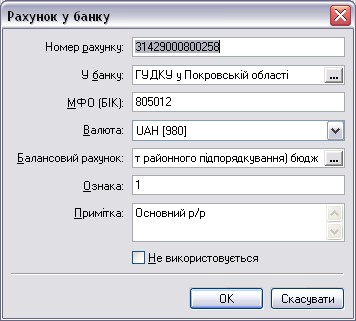 Рахунок у банку
Номер рахунку: 31429000800258
У банку: ГУДКУ у Покровській області ...
МФО (БІК): 805012
Валюта: UAH [980]
Балансовий рахунок: т районного підпорядкування) бюдж ...
Ознака: 1
Примітка: Основний р/р
Не використовується
OK Скасувати